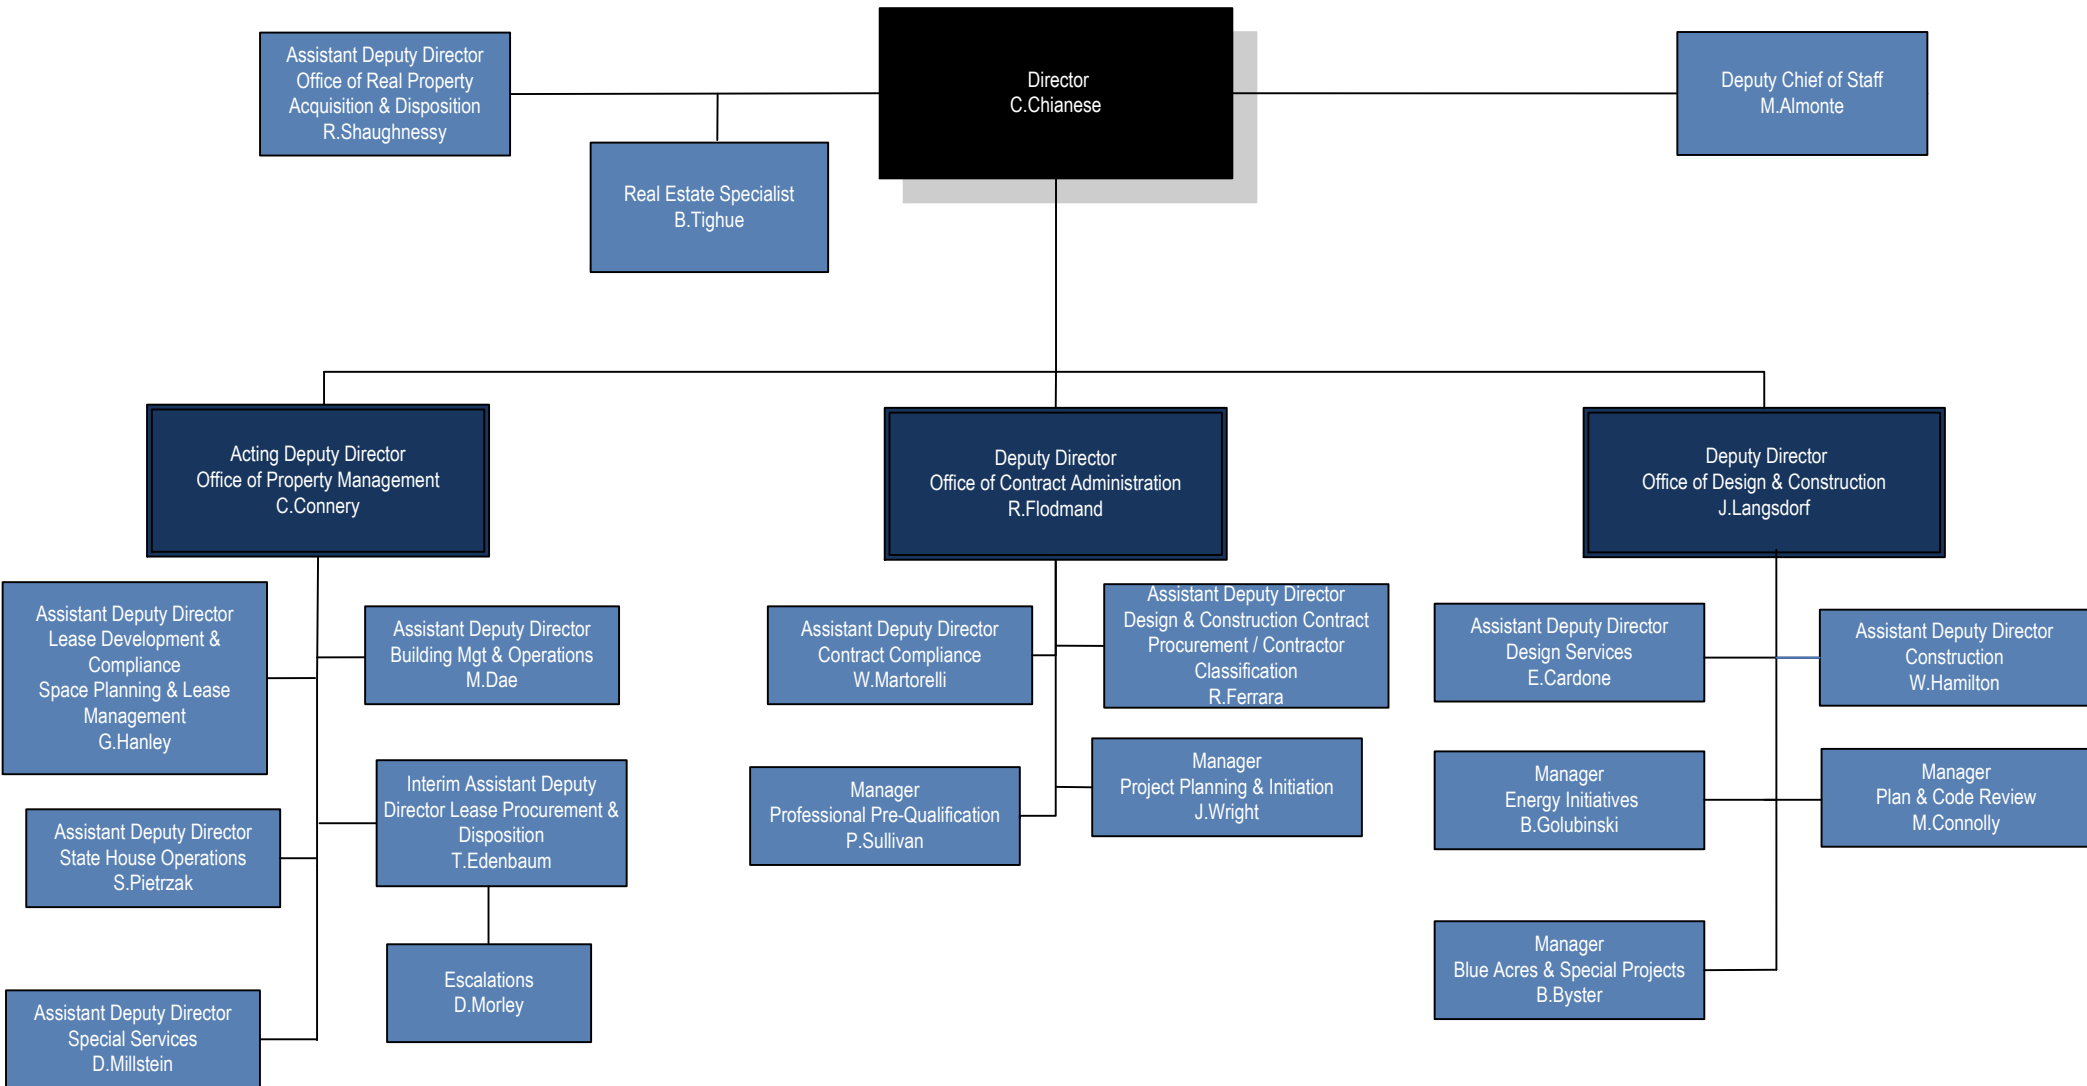 Assistant Deputy Director
Office of Real Property
Acquisition & Disposition
R.Shaughnessy
Director
C.Chianese
Deputy Chief of Staff
M.Almonte
Real Estate Specialist
B.Tighue
Acting Deputy Director
Office of Property Management
C.Connery
Deputy Director
Office of Contract Administration
R.Flodmand
Deputy Director
Office of Design & Construction
J.Langsdorf
Assistant Deputy Director
Lease Development &
Compliance
Space Planning & Lease
Management
G.Hanley
Assistant Deputy Director
Building Mgt & Operations
M.Dae
Assistant Deputy Director
Contract Compliance
W.Martorelli
Assistant Deputy Director
Design & Construction Contract
Procurement / Contractor
Classification
R.Ferrara
Assistant Deputy Director
Design Services
E.Cardone
Assistant Deputy Director
Construction
W.Hamilton
Assistant Deputy Director
State House Operations
S.Pietrzak
Interim Assistant Deputy
Director Lease Procurement &
Disposition
T.Edenbaum
Manager
Professional Pre-Qualification
P.Sullivan
Manager
Project Planning & Initiation
J.Wright
Manager
Energy Initiatives
B.Golubinski
Manager
Plan & Code Review
M.Connolly
Assistant Deputy Director
Special Services
D.Millstein
Escalations
D.Morley
Manager
Blue Acres & Special Projects
B.Byster